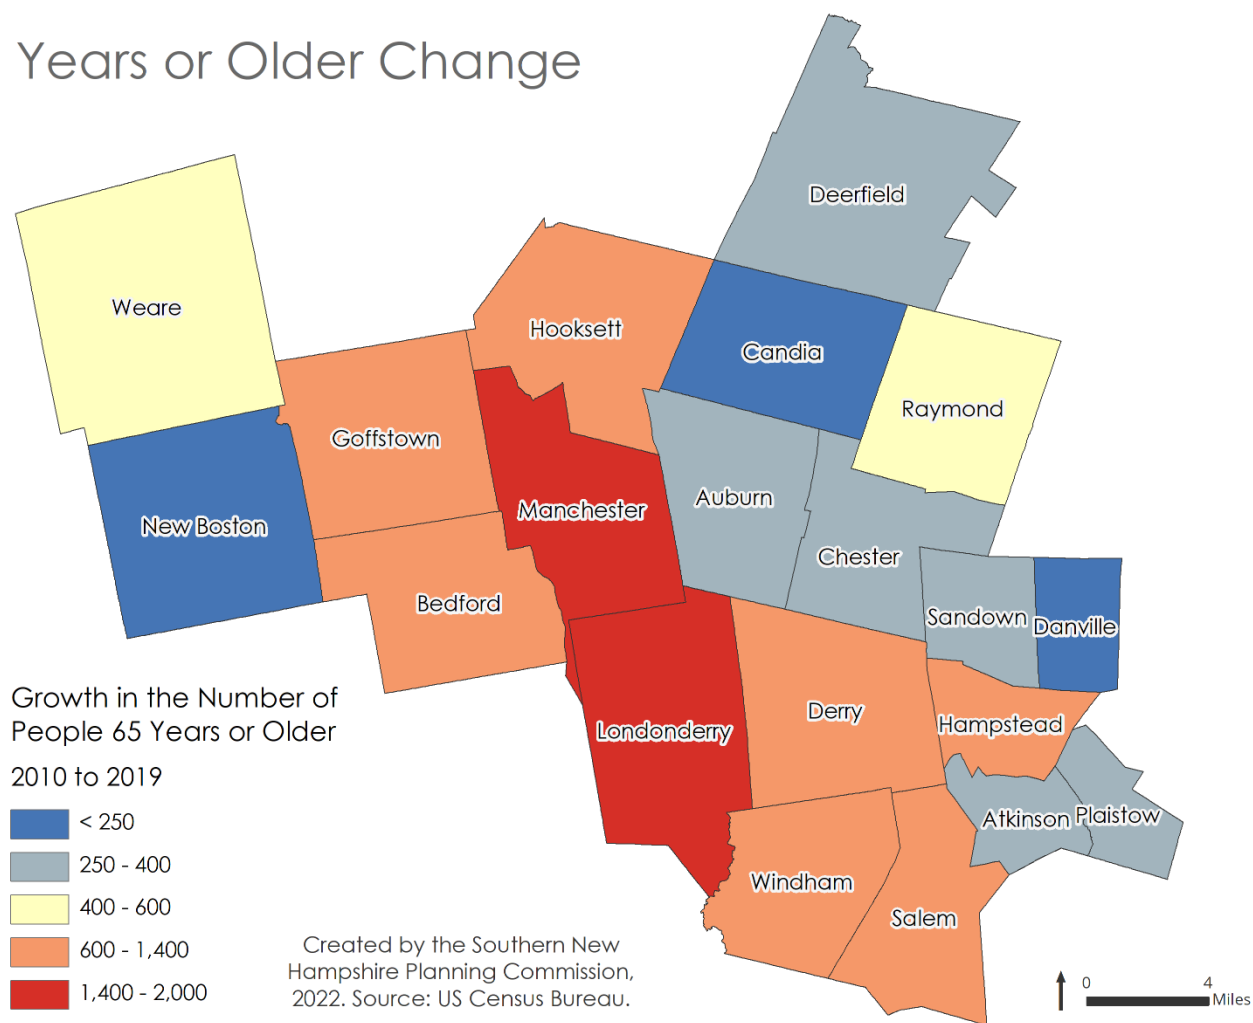 Years or Older Change
Deerfield
Weare
Hooksett
Candia
Raymond
Goffstown
Auburn
Manchester
New Boston
Chester
Bedford
Sandown
Danville
Derry
Hampstead
Londonderry
Atkinson
Plaistow
Windham
Salem
Growth in the Number of
People 65 Years or Older
2010 to 2019
< 250
250 - 400
400 - 600
600 - 1,400
1,400 - 2,000
Created by the Southern New
Hampshire Planning Commission,
2022. Source: US Census Bureau.
0 4
Miles